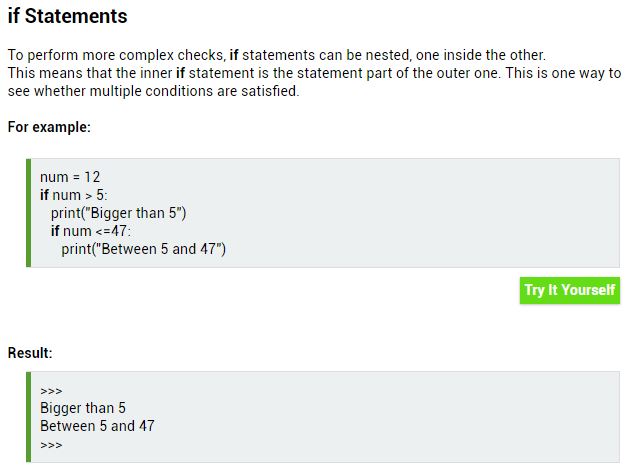 if Statements
To perform more complex checks, if statements can be nested, one inside the other.
This means that the inner if statement is the statement part of the outer one. This is one way to
see whether multiple conditions are satisfied.
For example:
num = 12
if num > 5:
print("Bigger than 5")
if num <=47:
print("Between 5 and 47")
Try It Yourself
Result:
>>>
Bigger than 5
Between 5 and 47
>>>